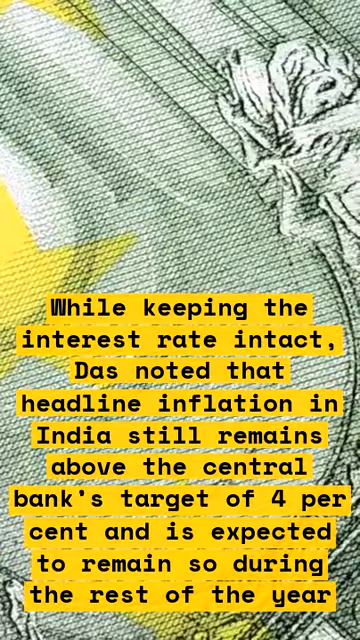 While keeping the
interest rate intact,
Das noted that
headline inflation in
India still remains
above the central
bank's target of 4 per
cent and is expected
to remain so during
the rest of the year